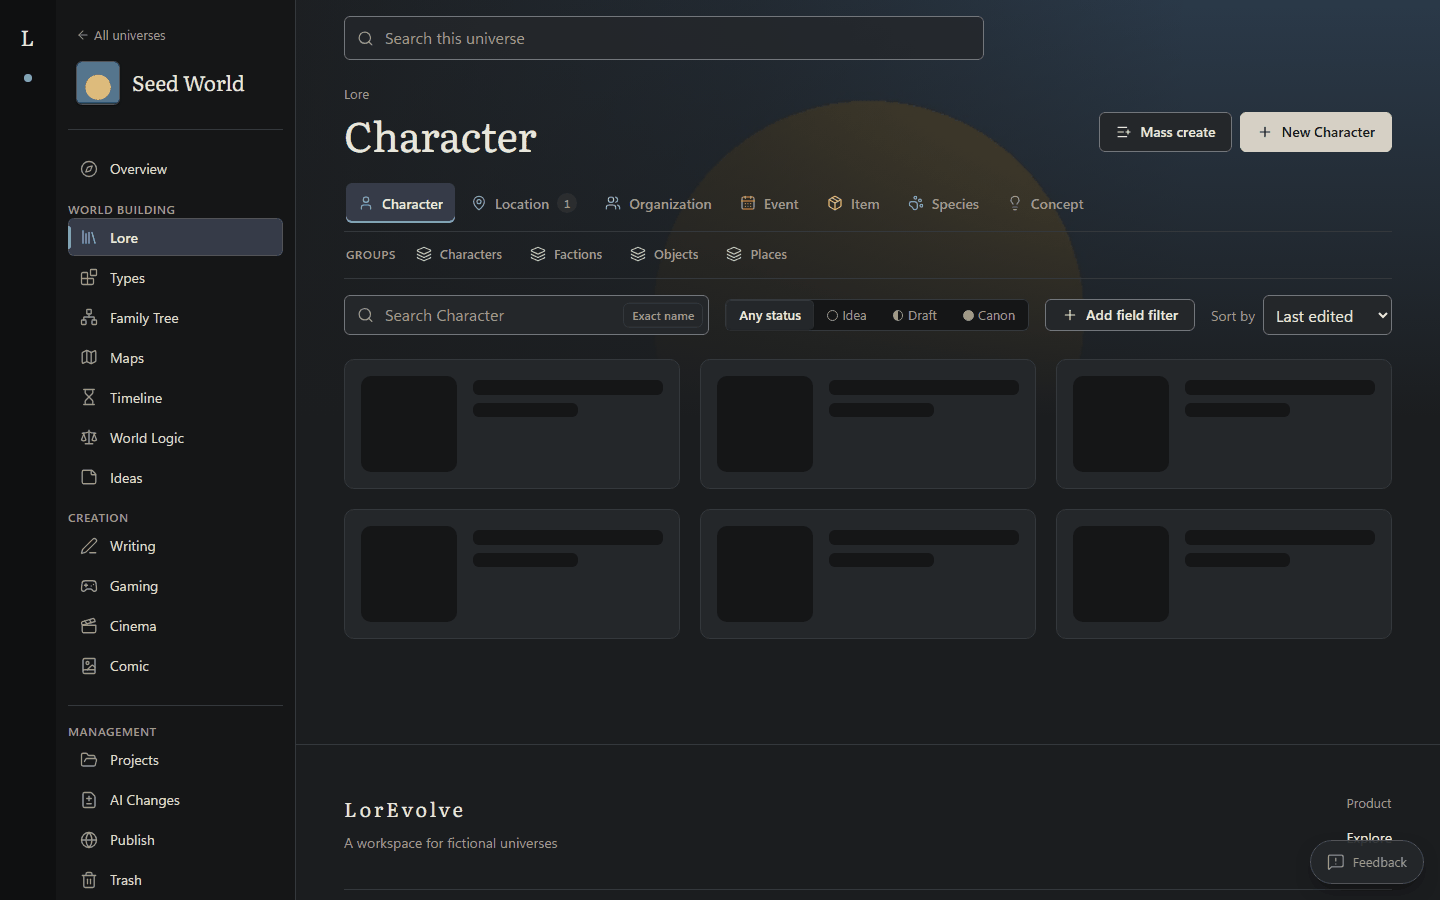 L
All universes
Seed World
Overview
WORLD BUILDING
Lore
Types
Family Tree
Maps
Timeline
World Logic
Ideas
CREATION
Writing
Gaming
Cinema
Comic
MANAGEMENT
Projects
AI Changes
Publish
Trash
Search this universe
Lore
Character
Mass create
New Character
Character
Location 1
Organization
Event
Item
Species
Concept
GROUPS
Characters
Factions
Objects
Places
Search Character
Exact name
Any status
Idea
Draft
Canon
Add field filter
Sort by
Last edited
LorEvolve
A workspace for fictional universes
Product
Explore
Feedback